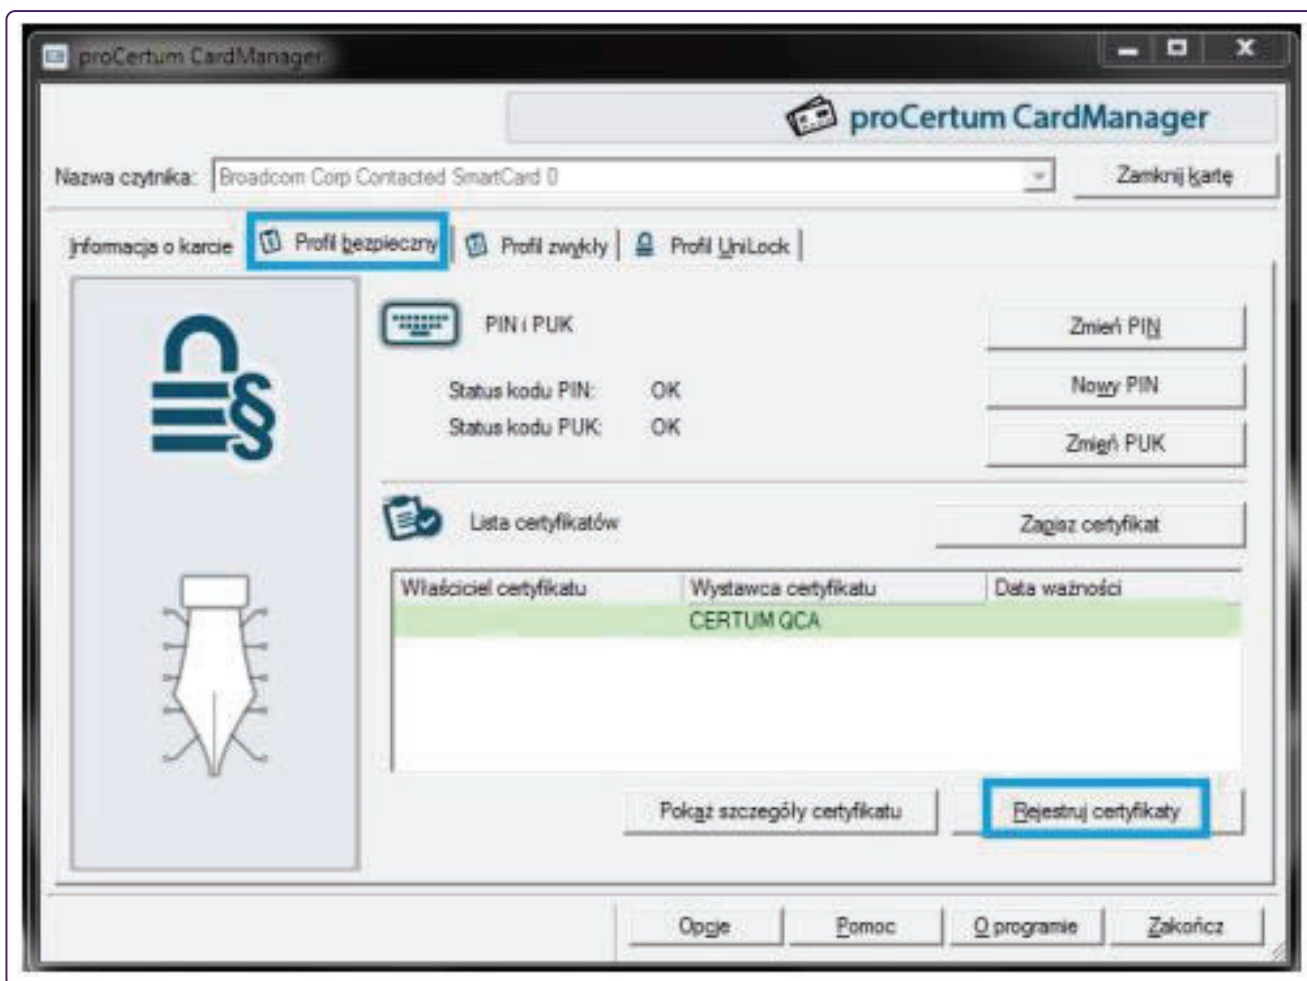 proCertum CardManager
proCertum CardManager
Nazwa czytnika: Broadcom Corp Contacted SmartCard 0 Zamknij kartę
Informacja o karcie Profil bezpieczny Profil zwykły Profil UniLock
PIN i PUK Zmień PIN
Status kodu PIN: OK Nowy PIN
Status kodu PUK: OK Zmień PUK
Lista certyfikatów Zapisz certyfikat
Właściciel certyfikatu Wystawca certyfikatu Data ważności
CERTUM QCA
Pokaż szczegóły certyfikatu Rejestruj certyfikaty
Opcje Pomoc O programie Zakończ